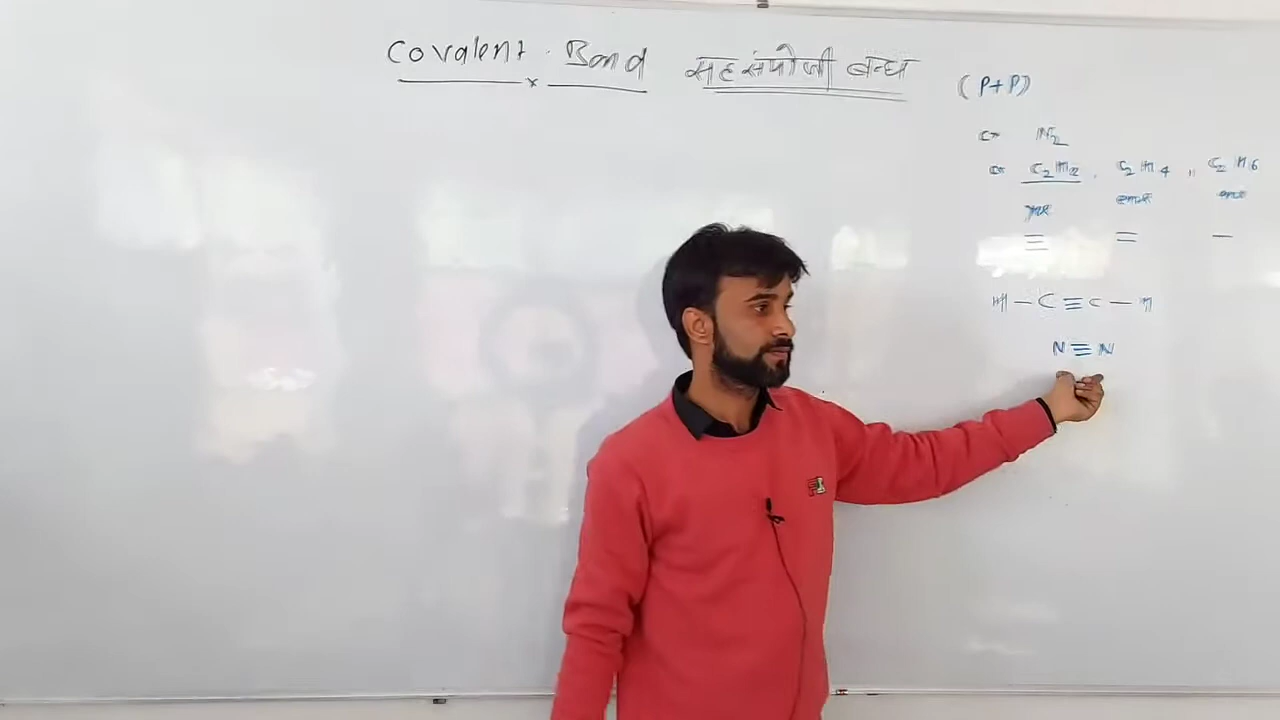 Covalent Bond सहसंयोजी बन्ध
(P+P)
N₂
C₂H₂ , C₂H₄ , C₂H₆
≡ = −
H − C ≡ C − H
N ≡ N